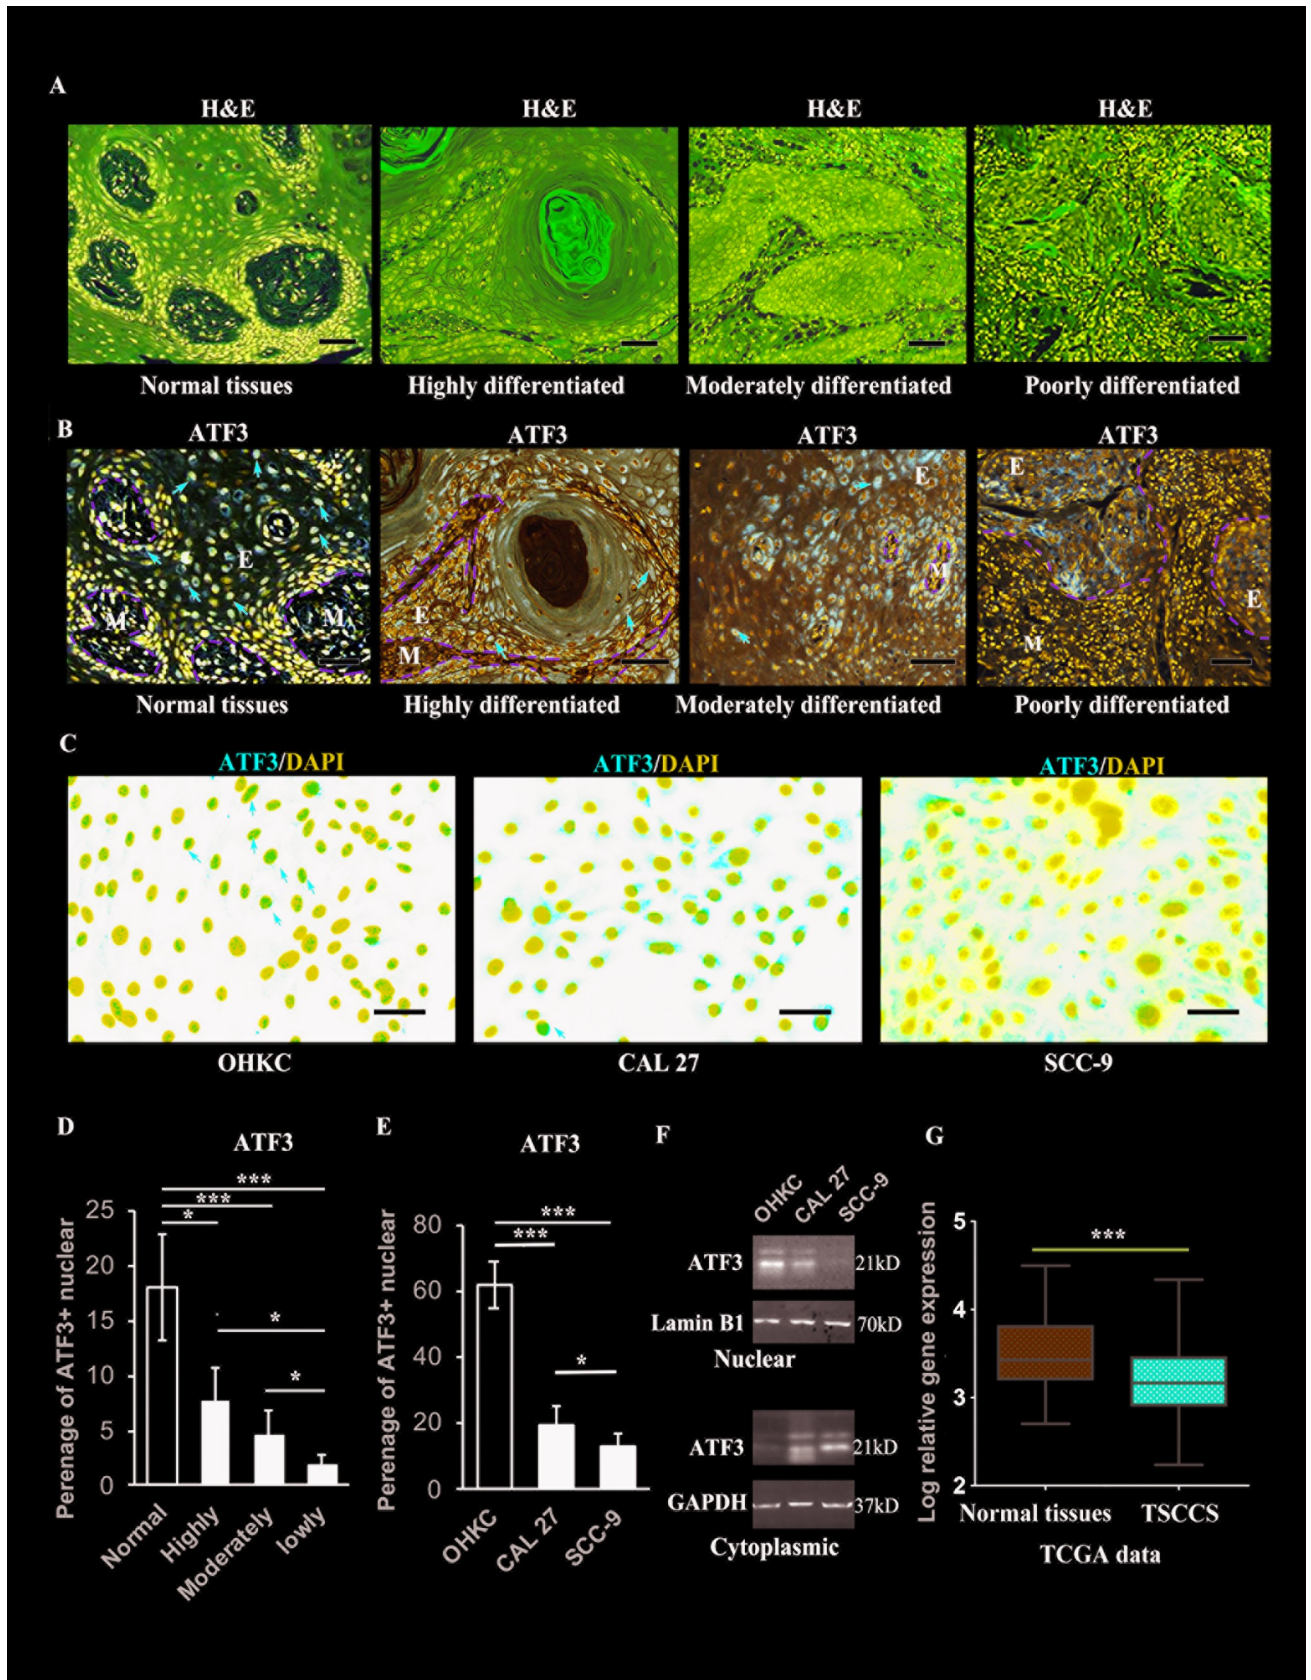 A
H&E
H&E
H&E
H&E
Normal tissues
Highly differentiated
Moderately differentiated
Poorly differentiated
B
ATF3
ATF3
ATF3
ATF3
E
M
M
E
M
E
M
E
M
E
Normal tissues
Highly differentiated
Moderately differentiated
Poorly differentiated
C
ATF3/DAPI
ATF3/DAPI
ATF3/DAPI
OHKC
CAL 27
SCC-9
D
ATF3
***
***
*
*
*
Perenage of ATF3+ nuclear
25
20
15
10
5
0
Normal
Highly
Moderately
lowly
E
ATF3
***
***
*
Perenage of ATF3+ nuclear
80
60
40
20
0
OHKC
CAL 27
SCC-9
F
OHKC
CAL 27
SCC-9
ATF3
21kD
Lamin B1
70kD
Nuclear
ATF3
21kD
GAPDH
37kD
Cytoplasmic
G
***
Log relative gene expression
5
4
3
2
Normal tissues
TSCCS
TCGA data